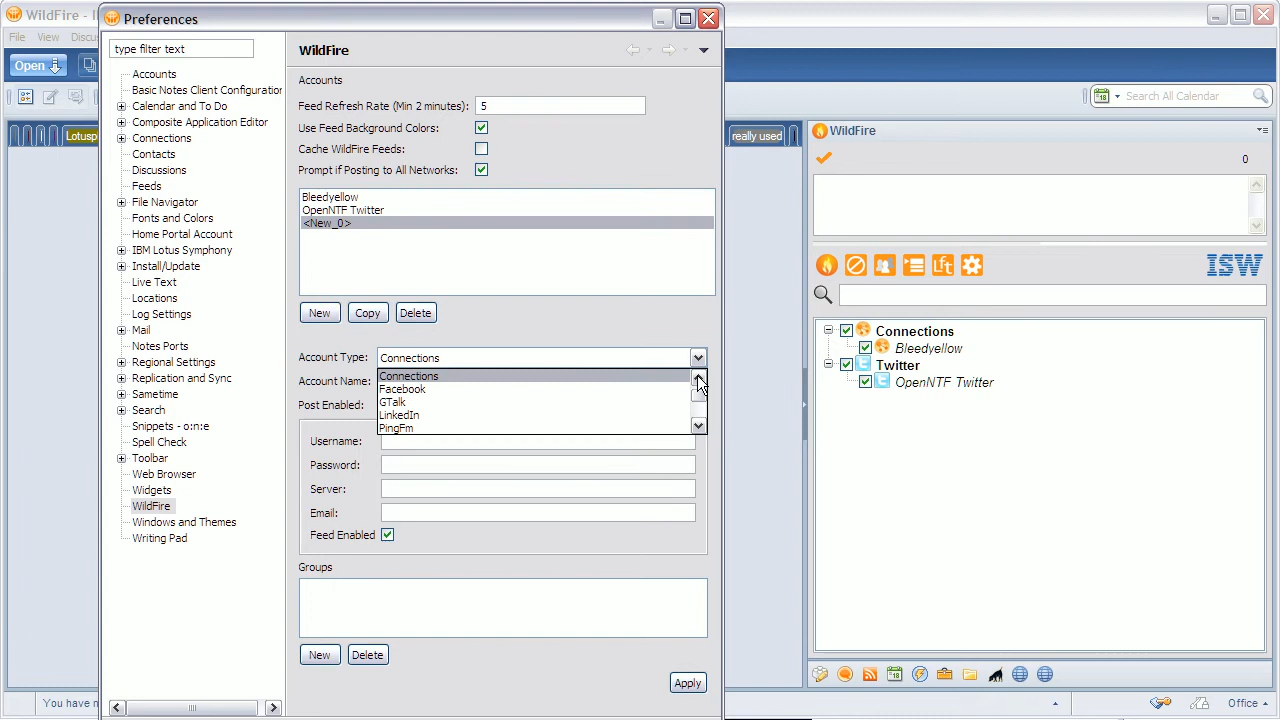 WildFire - I
Preferences
File View Discu
Open
type filter text
WildFire
Accounts
Basic Notes Client Configuration
Calendar and To Do
Composite Application Editor
Connections
Contacts
Discussions
Feeds
File Navigator
Fonts and Colors
Home Portal Account
IBM Lotus Symphony
Install/Update
Live Text
Locations
Log Settings
Mail
Notes Ports
Regional Settings
Replication and Sync
Sametime
Search
Snippets - o:n:e
Spell Check
Toolbar
Web Browser
Widgets
WildFire
Windows and Themes
Writing Pad
Accounts
Feed Refresh Rate (Min 2 minutes): 5
Use Feed Background Colors:
Cache WildFire Feeds:
Prompt if Posting to All Networks:
Bleedyellow
OpenNTF Twitter
<New_0>
New Copy Delete
Account Type: Connections
Account Name:
Post Enabled:
Connections
Facebook
GTalk
LinkedIn
PingFm
Username:
Password:
Server:
Email:
Feed Enabled
Groups
New Delete
Apply
Lotusp
really used
Search All Calendar
WildFire
0
Lft
ISW
Connections
Bleedyellow
Twitter
OpenNTF Twitter
You have n
Office